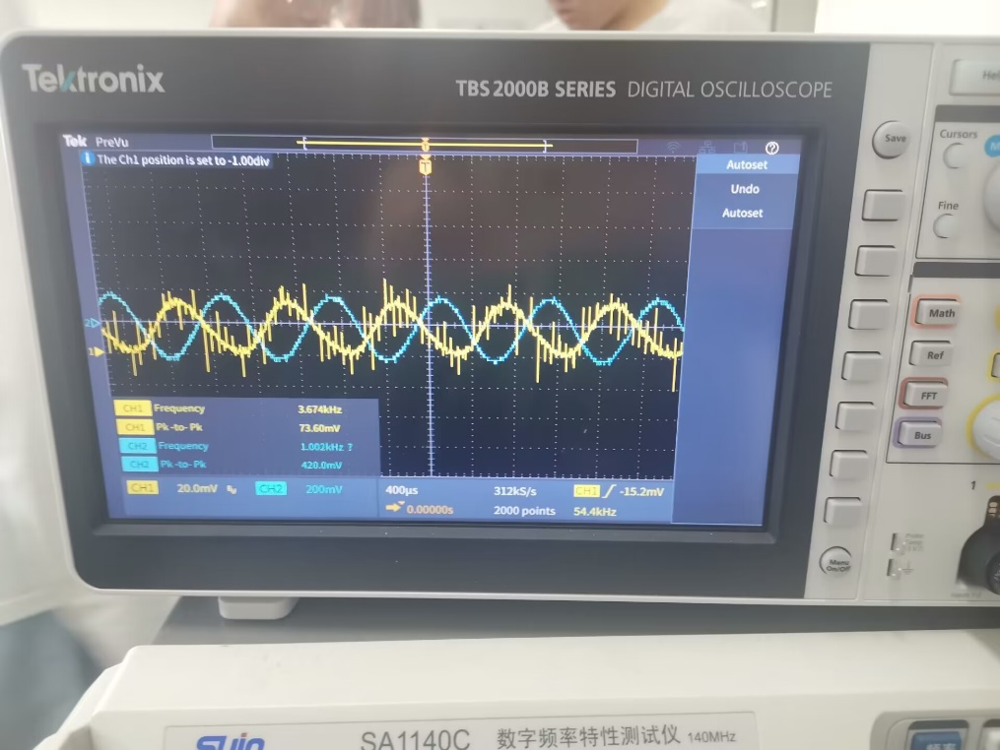 Tektronix
TBS 2000B SERIES DIGITAL OSCILLOSCOPE
Tek PreVu
The Ch1 position is set to -1.00div
Autoset
Undo
Autoset
T
2
1
CH1 Frequency 3.674kHz
CH1 Pk-to-Pk 73.60mV
CH2 Frequency 1.002kHz ?
CH2 Pk-to-Pk 420.0mV
CH1 20.0mV CH2 200mV
400µs 312kS/s CH1 -15.2mV
0.00000s 2000 points 54.4kHz
Save
Cursors
Fine
Math
Ref
FFT
Bus
1
Menu
On/Off
SA1140C 数字频率特性测试仪 140MHz
频率